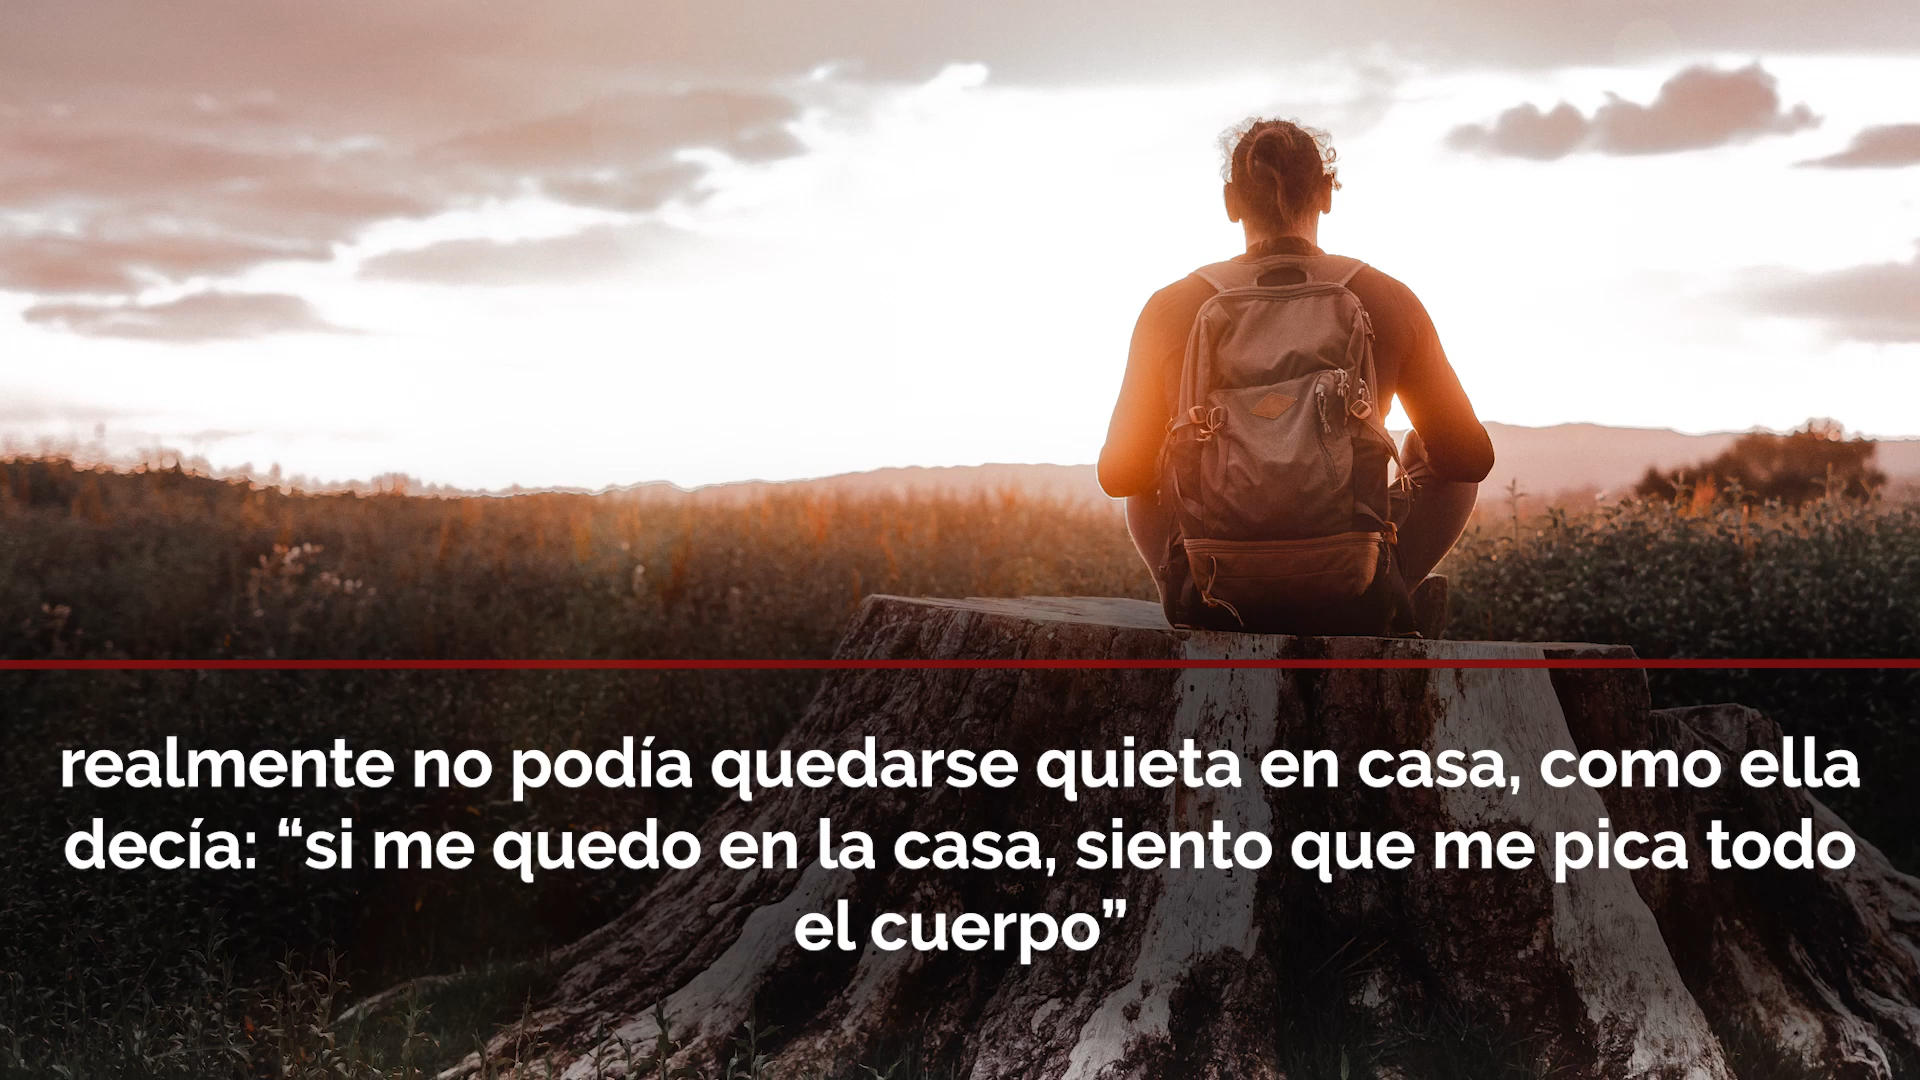 realmente no podía quedarse quieta en casa, como ella
decía: “si me quedo en la casa, siento que me pica todo
el cuerpo”